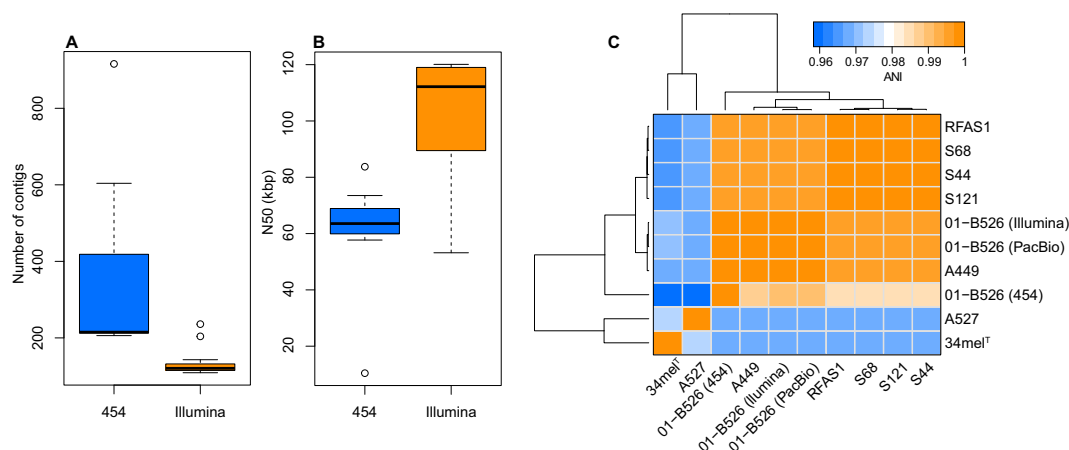 A
Number of contigs
800
600
400
200
454
Illumina
B
N50 (kbp)
120
100
80
60
40
20
454
Illumina
C
0.96
0.97
0.98
0.99
1
ANI
RFAS1
S68
S44
S121
01−B526 (Illumina)
01−B526 (PacBio)
A449
01−B526 (454)
A527
34melᵀ
34melᵀ
A527
01−B526 (454)
A449
01−B526 (Ilumina)
01−B526 (PacBio)
RFAS1
S68
S121
S44